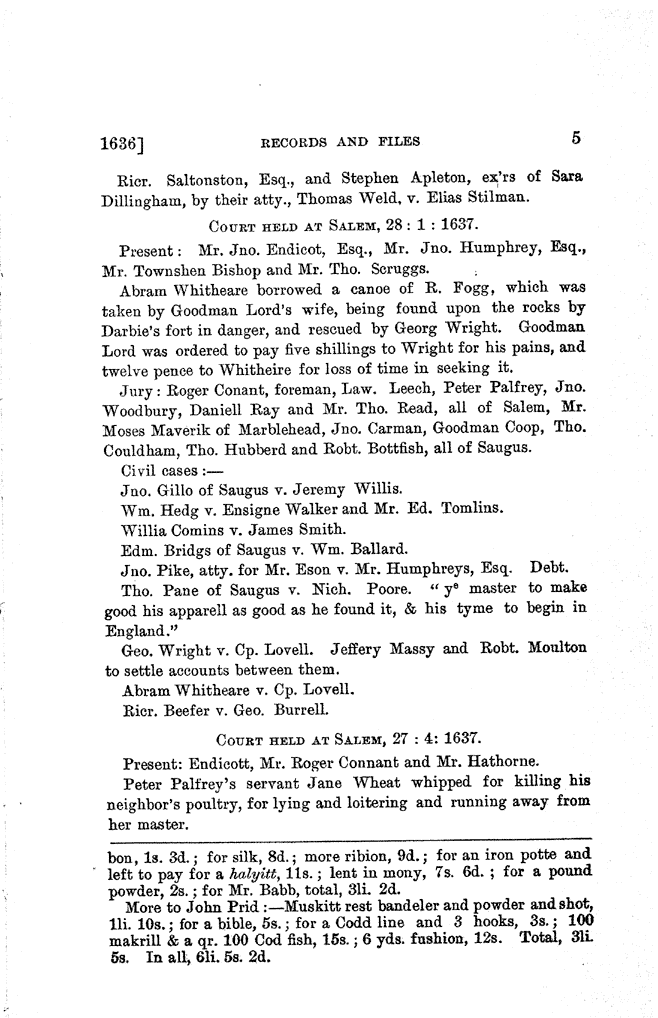 1636]
RECORDS AND FILES
5
Ricr. Saltonston, Esq., and Stephen Apleton, ex'rs of Sara
Dillingham, by their atty., Thomas Weld, v. Elias Stilman.
COURT HELD AT SALEM, 28 : 1 : 1637.
Present : Mr. Jno. Endicot, Esq., Mr. Jno. Humphrey, Esq.,
Mr. Townshen Bishop and Mr. Tho. Scruggs.
Abram Whitheare borrowed a canoe of R. Fogg, which was
taken by Goodman Lord's wife, being found upon the rocks by
Darbie's fort in danger, and rescued by Georg Wright. Goodman
Lord was ordered to pay five shillings to Wright for his pains, and
twelve pence to Whitheire for loss of time in seeking it.
Jury : Roger Conant, foreman, Law. Leech, Peter Palfrey, Jno.
Woodbury, Daniell Ray and Mr. Tho. Read, all of Salem, Mr.
Moses Maverik of Marblehead, Jno. Carman, Goodman Coop, Tho.
Couldham, Tho. Hubberd and Robt. Bottfish, all of Saugus.
Civil cases :—
Jno. Gillo of Saugus v. Jeremy Willis.
Wm. Hedg v. Ensigne Walker and Mr. Ed. Tomlins.
Willia Comins v. James Smith.
Edm. Bridgs of Saugus v. Wm. Ballard.
Jno. Pike, atty. for Mr. Eson v. Mr. Humphreys, Esq. Debt.
Tho. Pane of Saugus v. Nich. Poore. "yᵉ master to make
good his apparell as good as he found it, & his tyme to begin in
England."
Geo. Wright v. Cp. Lovell. Jeffery Massy and Robt. Moulton
to settle accounts between them.
Abram Whitheare v. Cp. Lovell.
Ricr. Beefer v. Geo. Burrell.
COURT HELD AT SALEM, 27 : 4: 1637.
Present: Endicott, Mr. Roger Connant and Mr. Hathorne.
Peter Palfrey's servant Jane Wheat whipped for killing his
neighbor's poultry, for lying and loitering and running away from
her master.
bon, 1s. 3d. ; for silk, 8d. ; more ribion, 9d. ; for an iron potte and
left to pay for a halyitt, 11s. ; lent in mony, 7s. 6d. ; for a pound
powder, 2s. ; for Mr. Babb, total, 3li. 2d.
More to John Prid :—Muskitt rest bandeler and powder and shot,
1li. 10s. ; for a bible, 5s. ; for a Codd line and 3 hooks, 3s. ; 100
makrill & a qr. 100 Cod fish, 15s. ; 6 yds. fushion, 12s. Total, 3li.
5s. In all, 6li. 5s. 2d.